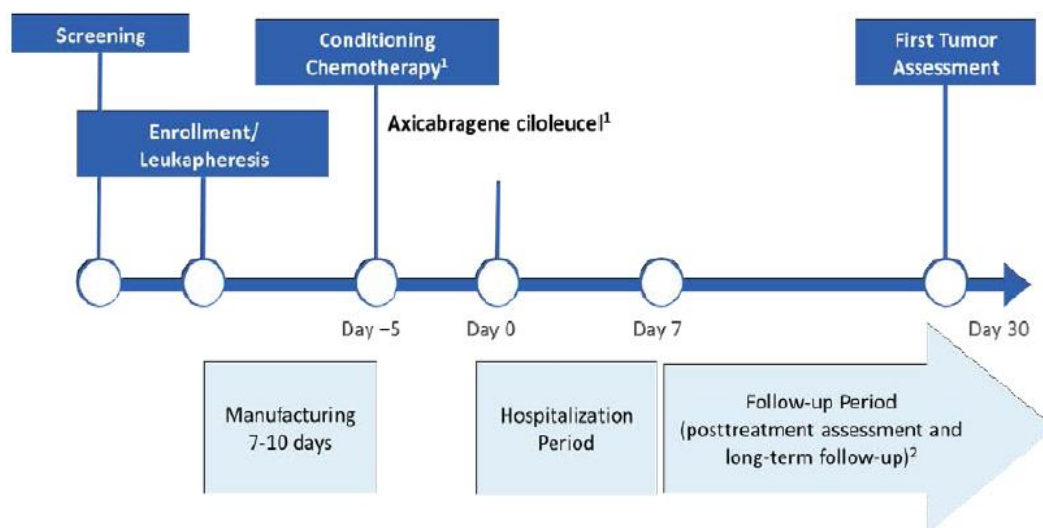 Screening
Conditioning
Chemotherapy¹
First Tumor
Assessment
Enrollment/
Leukapheresis
Axicabragene ciloleucel¹
Day –5
Day 0
Day 7
Day 30
Manufacturing
7-10 days
Hospitalization
Period
Follow-up Period
(posttreatment assessment and
long-term follow-up)²